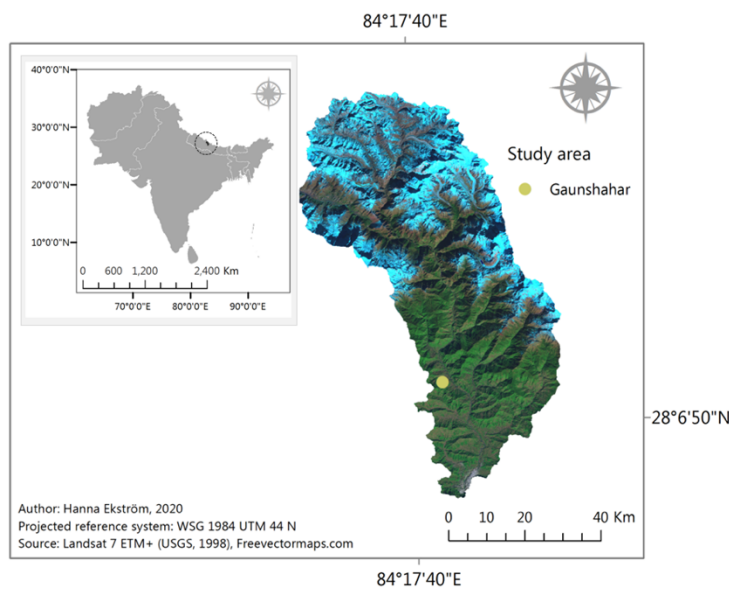 84°17'40"E
40°0'0"N
30°0'0"N
20°0'0"N
10°0'0"N
0 600 1,200 2,400 Km
70°0'0"E 80°0'0"E 90°0'0"E
Study area
Gaunshahar
28°6'50"N
Author: Hanna Ekström, 2020
Projected reference system: WSG 1984 UTM 44 N
Source: Landsat 7 ETM+ (USGS, 1998), Freevectormaps.com
0 10 20 40 Km
84°17'40"E